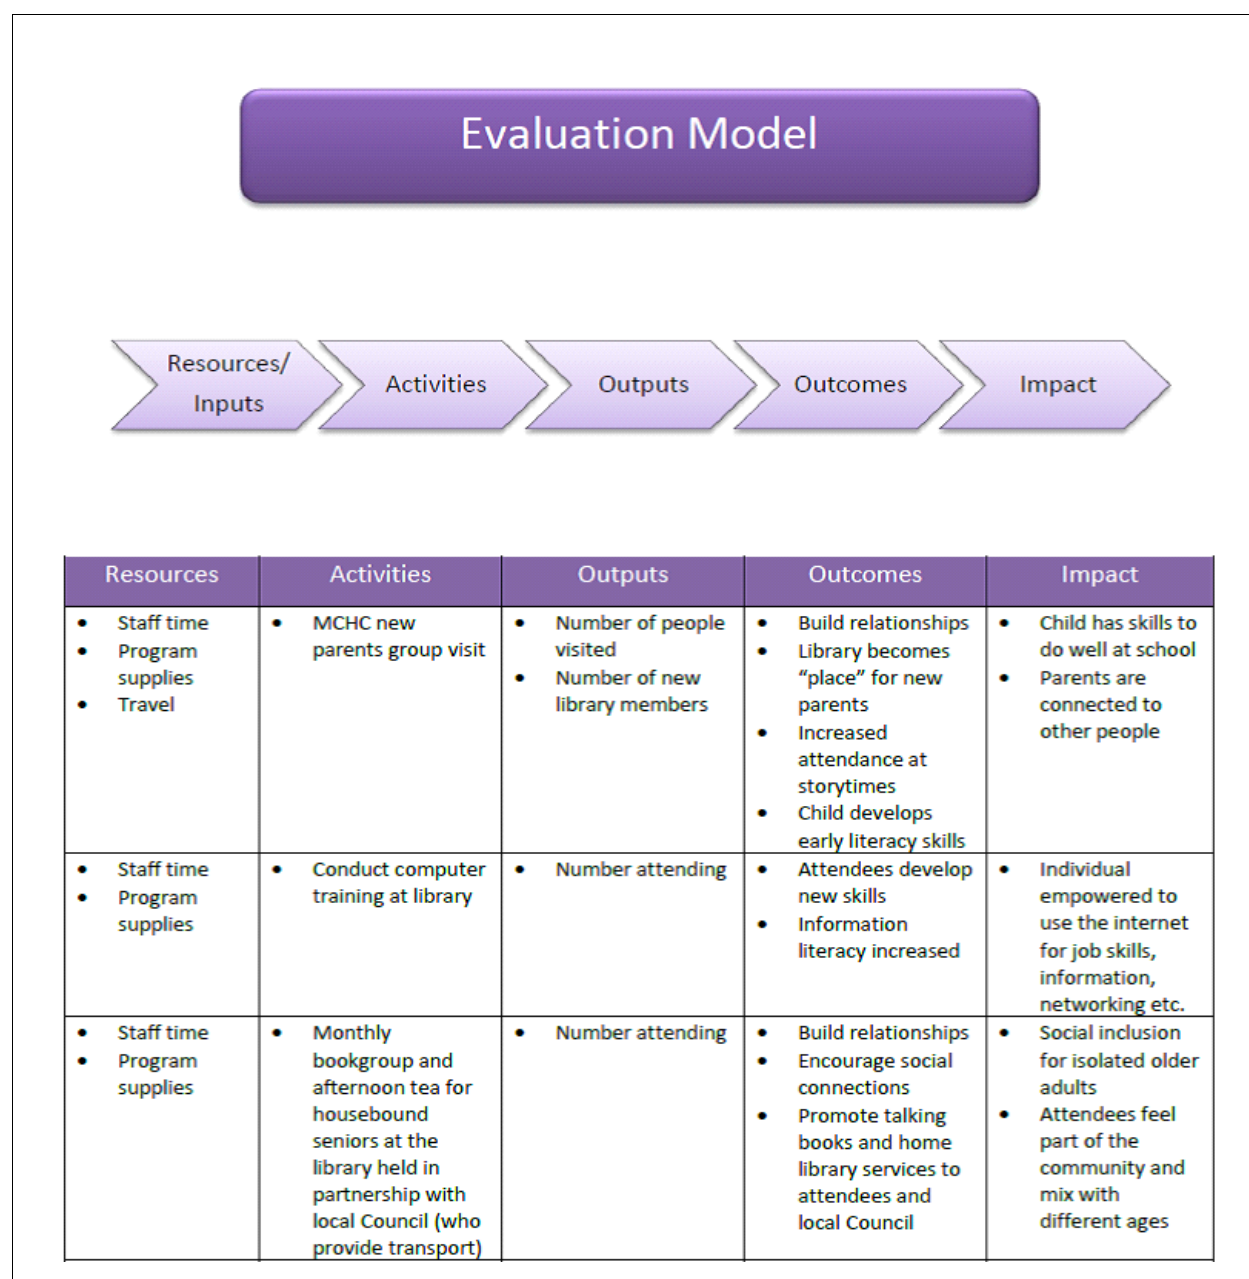 Evaluation Model
Resources/
Inputs
Activities
Outputs
Outcomes
Impact
Resources
Activities
Outputs
Outcomes
Impact
• Staff time
• Program
supplies
• Travel
• MCHC new
parents group visit
• Number of people
visited
• Number of new
library members
• Build relationships
• Library becomes
“place” for new
parents
• Increased
attendance at
storytimes
• Child develops
early literacy skills
• Child has skills to
do well at school
• Parents are
connected to
other people
• Staff time
• Program
supplies
• Conduct computer
training at library
• Number attending
• Attendees develop
new skills
• Information
literacy increased
• Individual
empowered to
use the internet
for job skills,
information,
networking etc.
• Staff time
• Program
supplies
• Monthly
bookgroup and
afternoon tea for
housebound
seniors at the
library held in
partnership with
local Council (who
provide transport)
• Number attending
• Build relationships
• Encourage social
connections
• Promote talking
books and home
library services to
attendees and
local Council
• Social inclusion
for isolated older
adults
• Attendees feel
part of the
community and
mix with
different ages